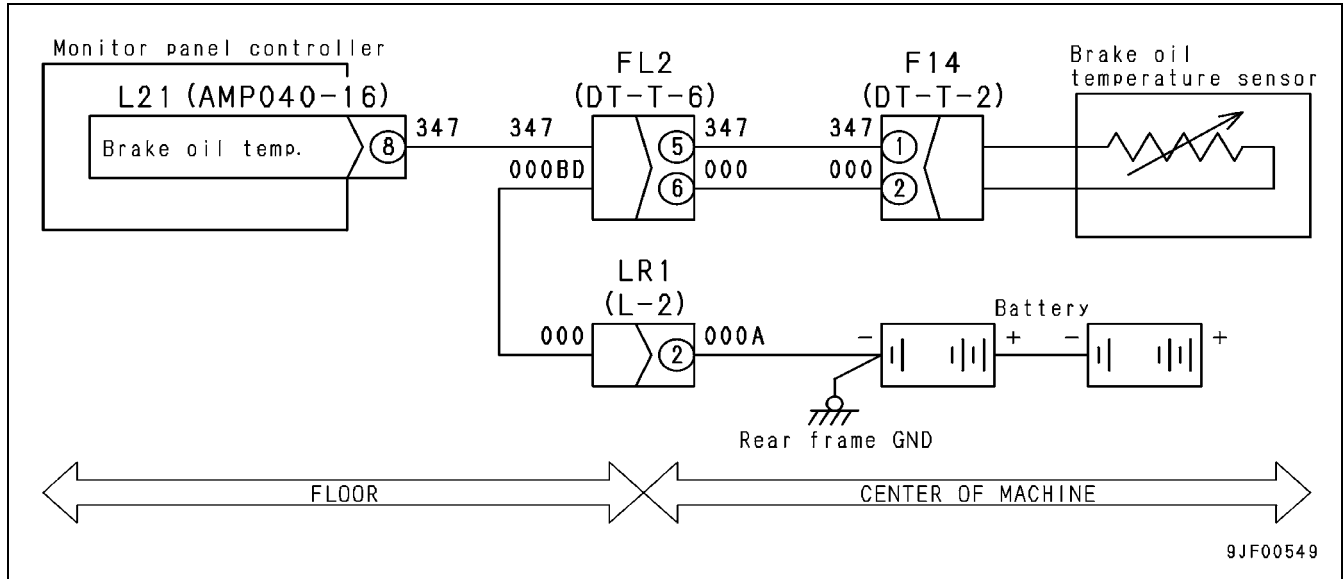 Monitor panel controller
L21 (AMP040-16)
Brake oil temp.
8
347
347
000BD
FL2
(DT-T-6)
5
6
347
000
347
000
F14
(DT-T-2)
1
2
Brake oil
temperature sensor
LR1
(L-2)
000
2
000A
Battery
-
+
-
+
Rear frame GND
FLOOR
CENTER OF MACHINE
9JF00549